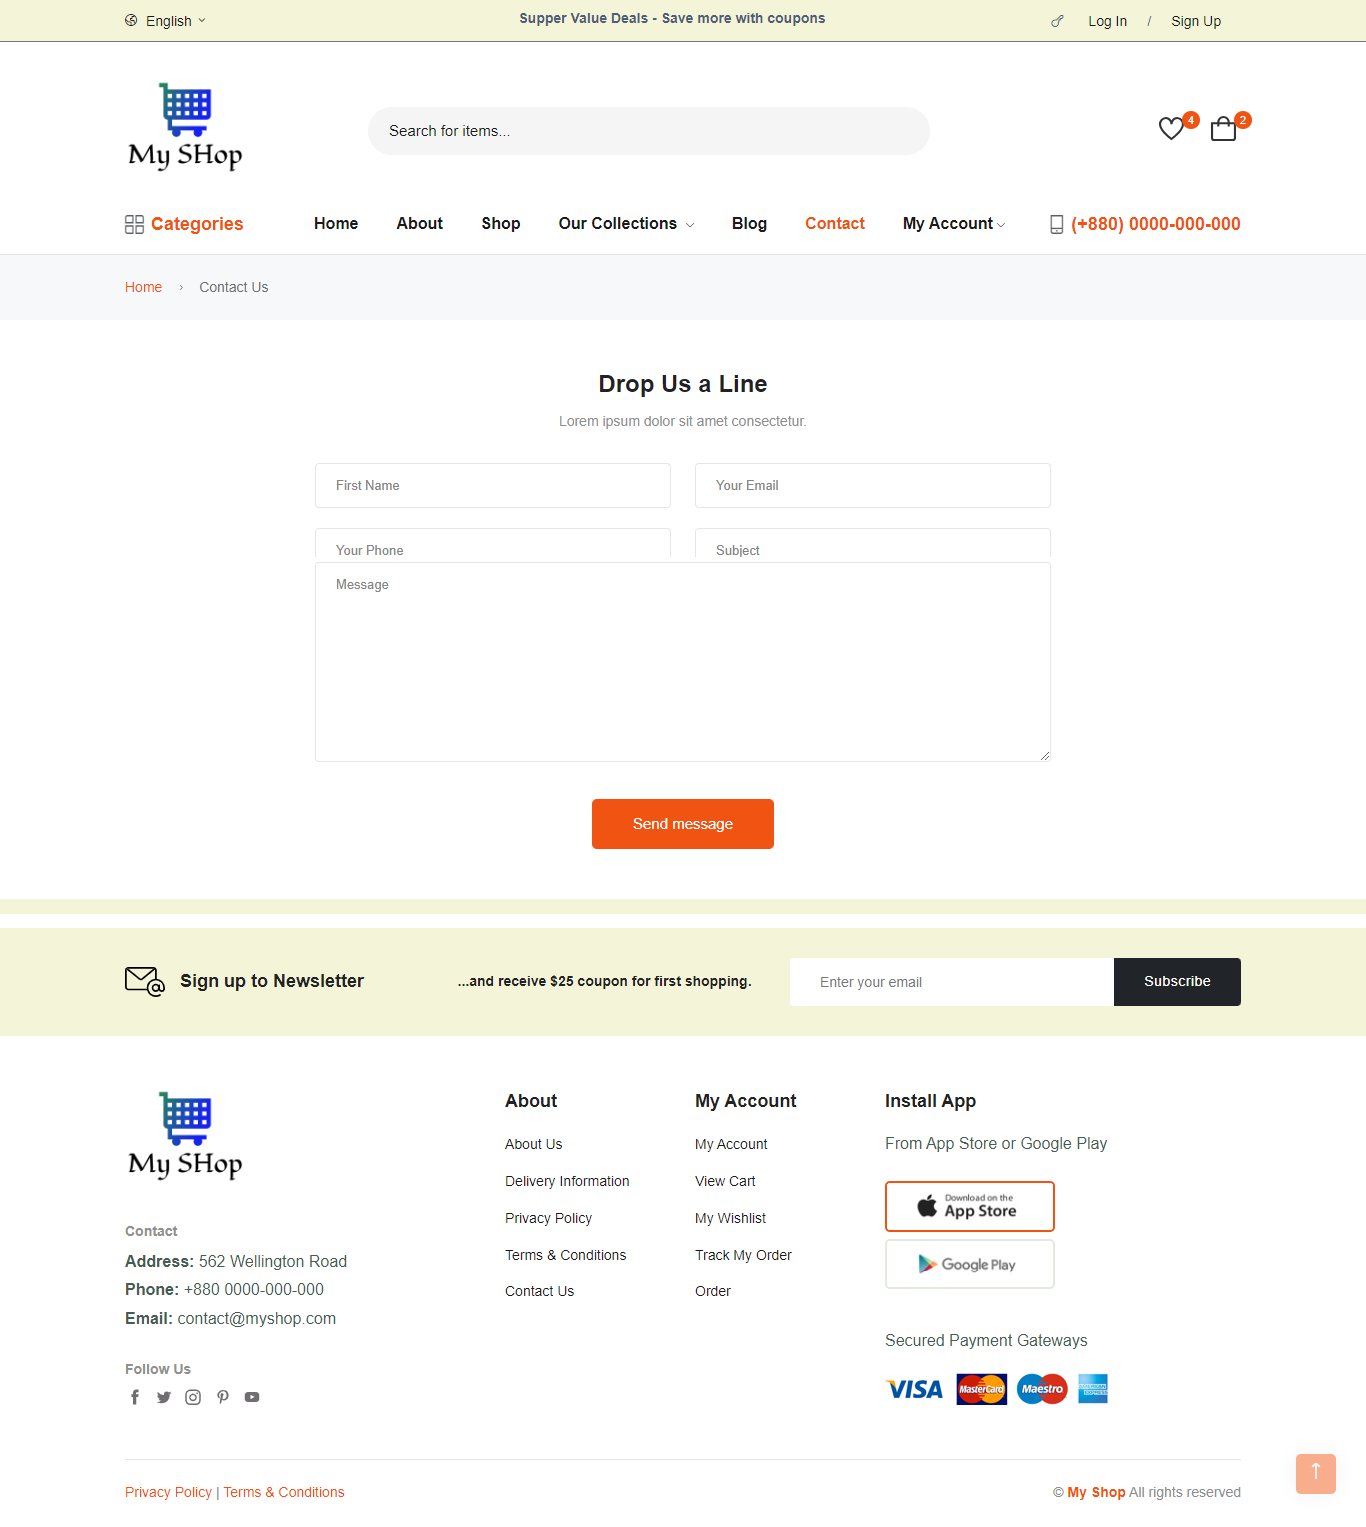 English
Supper Value Deals - Save more with coupons
Log In / Sign Up
My SHop
Search for items...
4
2
Categories
Home
About
Shop
Our Collections
Blog
Contact
My Account
(+880) 0000-000-000
Home › Contact Us
Drop Us a Line
Lorem ipsum dolor sit amet consectetur.
First Name
Your Email
Your Phone
Subject
Message
Send message
Sign up to Newsletter
...and receive $25 coupon for first shopping.
Enter your email
Subscribe
My SHop
Contact
Address: 562 Wellington Road
Phone: +880 0000-000-000
Email: contact@myshop.com
Follow Us
About
About Us
Delivery Information
Privacy Policy
Terms & Conditions
Contact Us
My Account
My Account
View Cart
My Wishlist
Track My Order
Order
Install App
From App Store or Google Play
Download on the
App Store
Google Play
Secured Payment Gateways
VISA
MasterCard
Maestro
AMERICAN
EXPRESS
Privacy Policy | Terms & Conditions
© My Shop All rights reserved